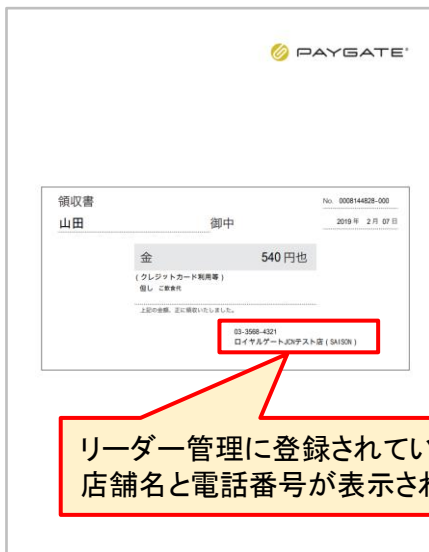 PAYGATE
領収書
No. 0008144828-000
山田 御中
2019 年 2 月 07 日
金 540 円也
( クレジットカード利用等 )
但し ご飲食代
上記の金額、正に領収いたしました。
03-3568-4321
ロイヤルゲートJCVテスト店 ( SAISON )
リーダー管理に登録されてい
店舗名と電話番号が表示され